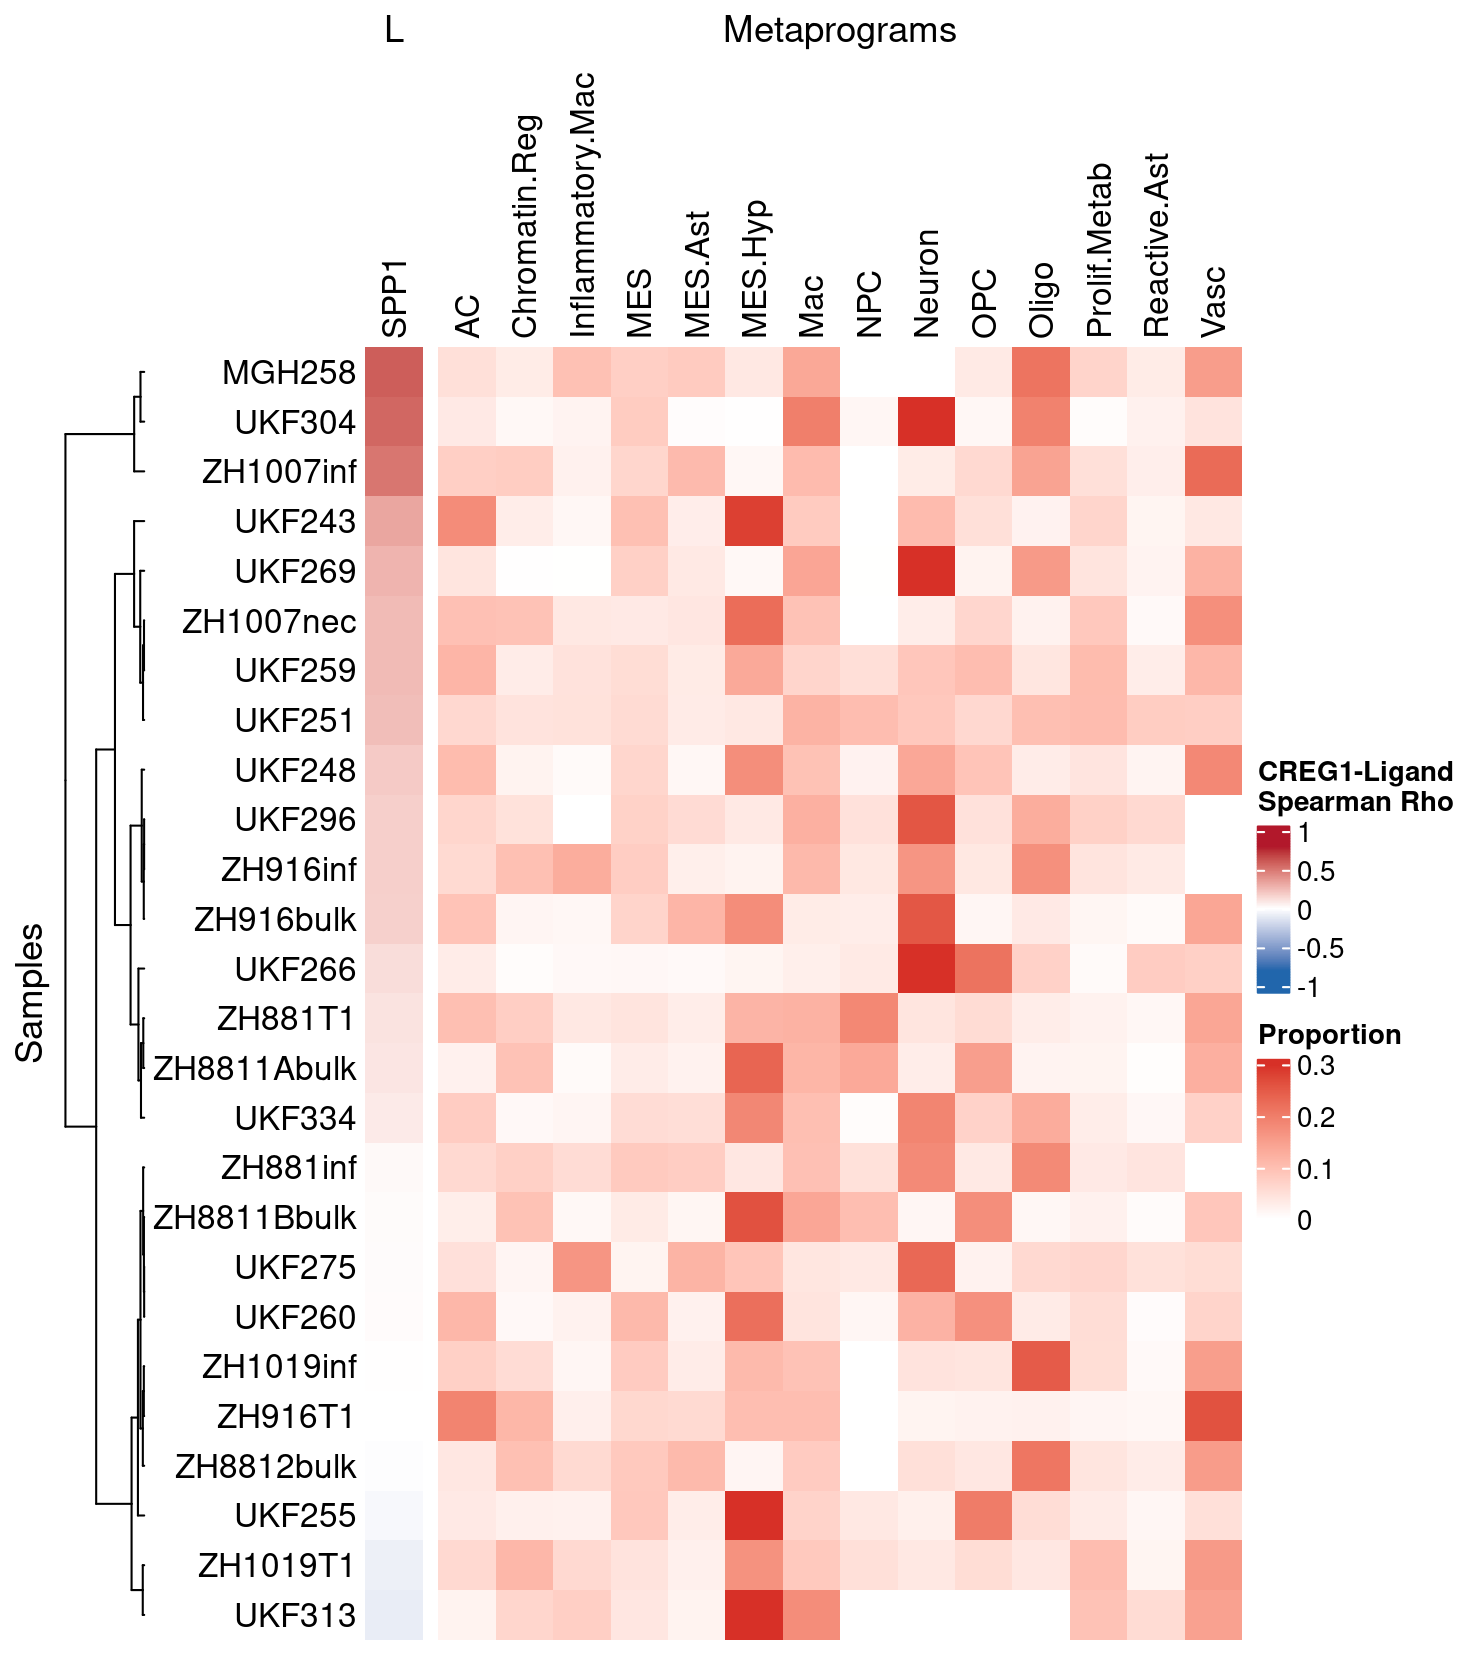 L
Metaprograms
SPP1
AC
Chromatin.Reg
Inflammatory.Mac
MES
MES.Ast
MES.Hyp
Mac
NPC
Neuron
OPC
Oligo
Prolif.Metab
Reactive.Ast
Vasc
Samples
MGH258
UKF304
ZH1007inf
UKF243
UKF269
ZH1007nec
UKF259
UKF251
UKF248
UKF296
ZH916inf
ZH916bulk
UKF266
ZH881T1
ZH8811Abulk
UKF334
ZH881inf
ZH8811Bbulk
UKF275
UKF260
ZH1019inf
ZH916T1
ZH8812bulk
UKF255
ZH1019T1
UKF313
CREG1-Ligand
Spearman Rho
1
0.5
0
-0.5
-1
Proportion
0.3
0.2
0.1
0